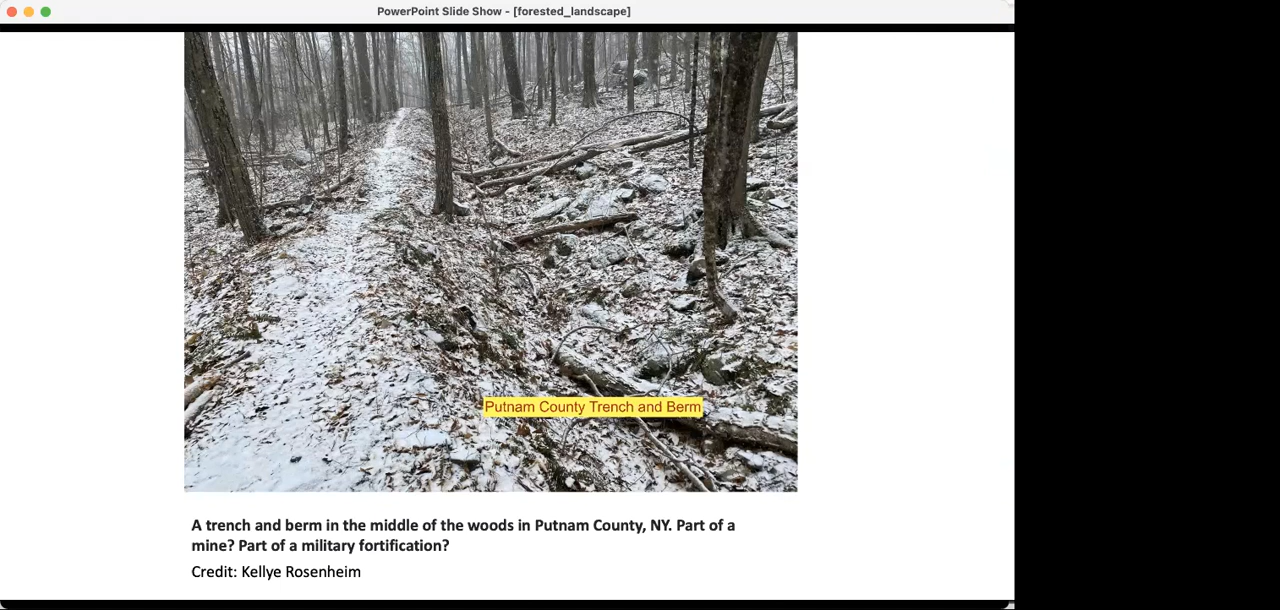 PowerPoint Slide Show - [forested_landscape]
Putnam County Trench and Berm
A trench and berm in the middle of the woods in Putnam County, NY. Part of a
mine? Part of a military fortification?
Credit: Kellye Rosenheim